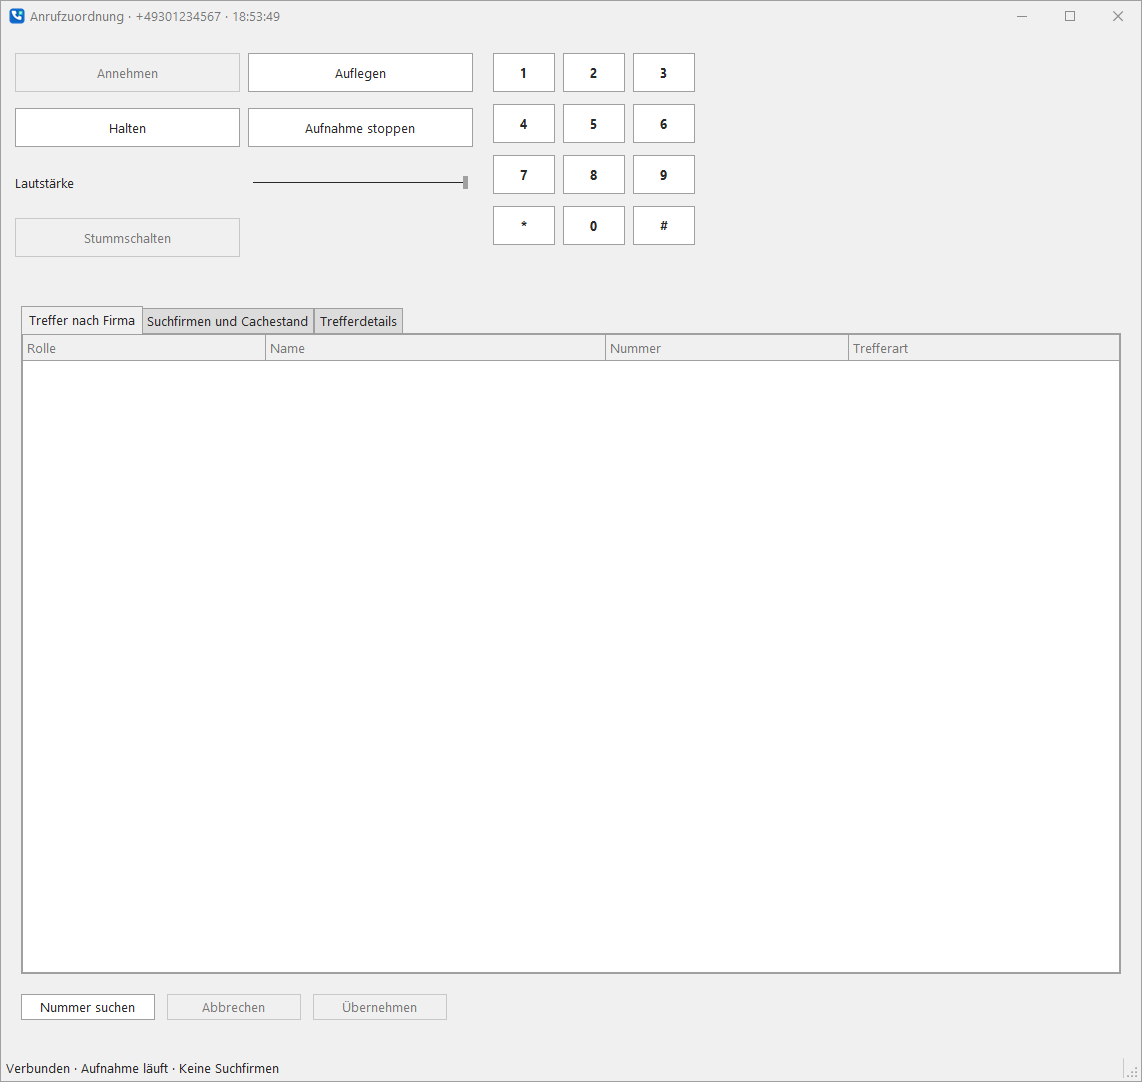 Anrufzuordnung · +49301234567 · 18:53:49
Annehmen
Auflegen
1
2
3
Halten
Aufnahme stoppen
4
5
6
Lautstärke
7
8
9
Stummschalten
*
0
#
Treffer nach Firma
Suchfirmen und Cachestand
Trefferdetails
Rolle
Name
Nummer
Trefferart
Nummer suchen
Abbrechen
Übernehmen
Verbunden · Aufnahme läuft · Keine Suchfirmen